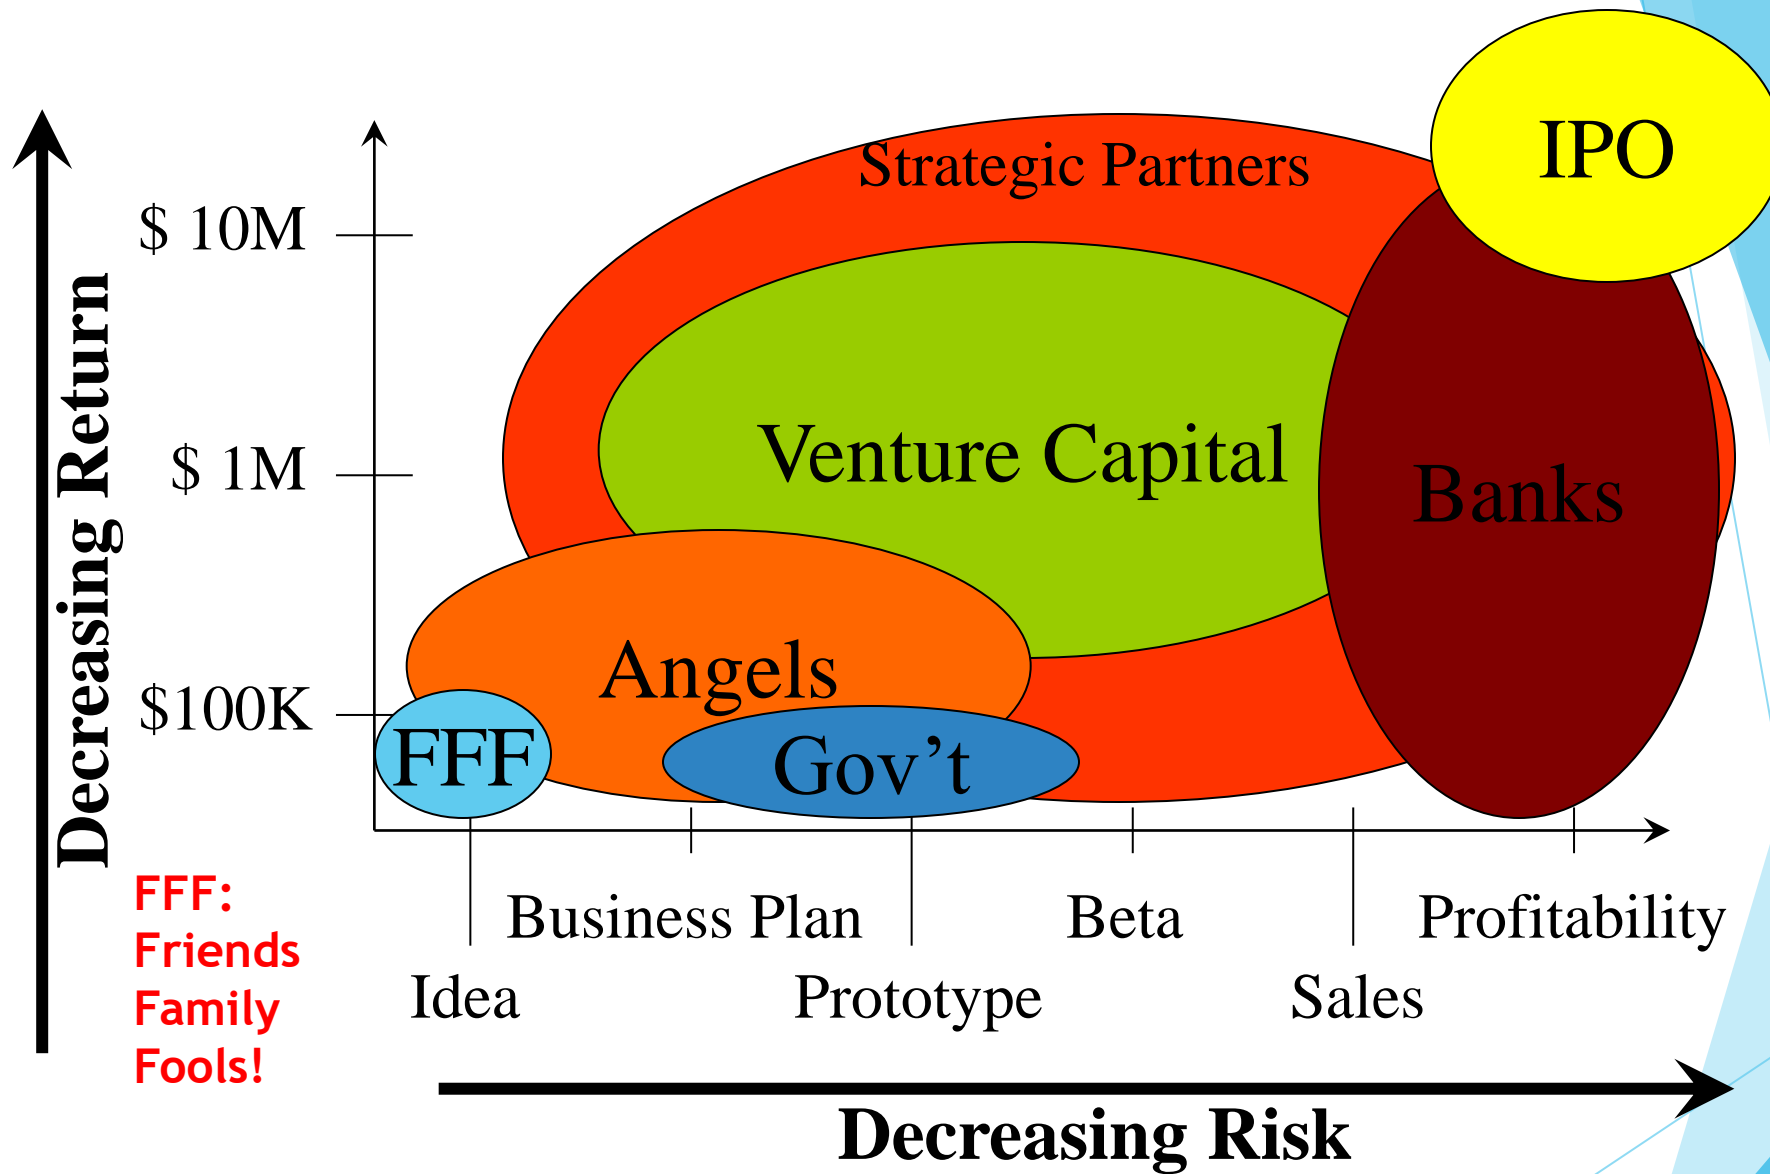 IPO
Strategic Partners
$ 10M
Decreasing Return
Venture Capital
$ 1M
Banks
Angels
$100K
FFF
Gov’t
FFF:
Friends
Family
Fools!
Business Plan
Beta
Profitability
Idea
Prototype
Sales
Decreasing Risk